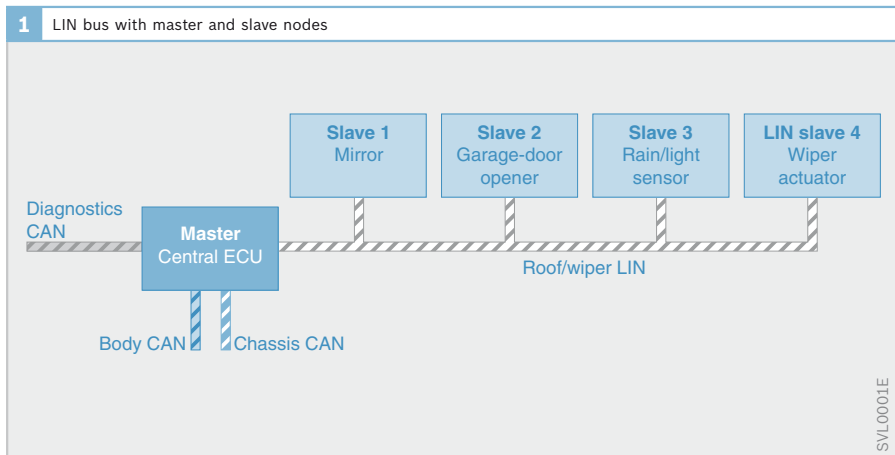 1
LIN bus with master and slave nodes
Slave 1
Mirror
Slave 2
Garage-door
opener
Slave 3
Rain/light
sensor
LIN slave 4
Wiper
actuator
Diagnostics
CAN
Master
Central ECU
Roof/wiper LIN
Body CAN
Chassis CAN
SVL0001E